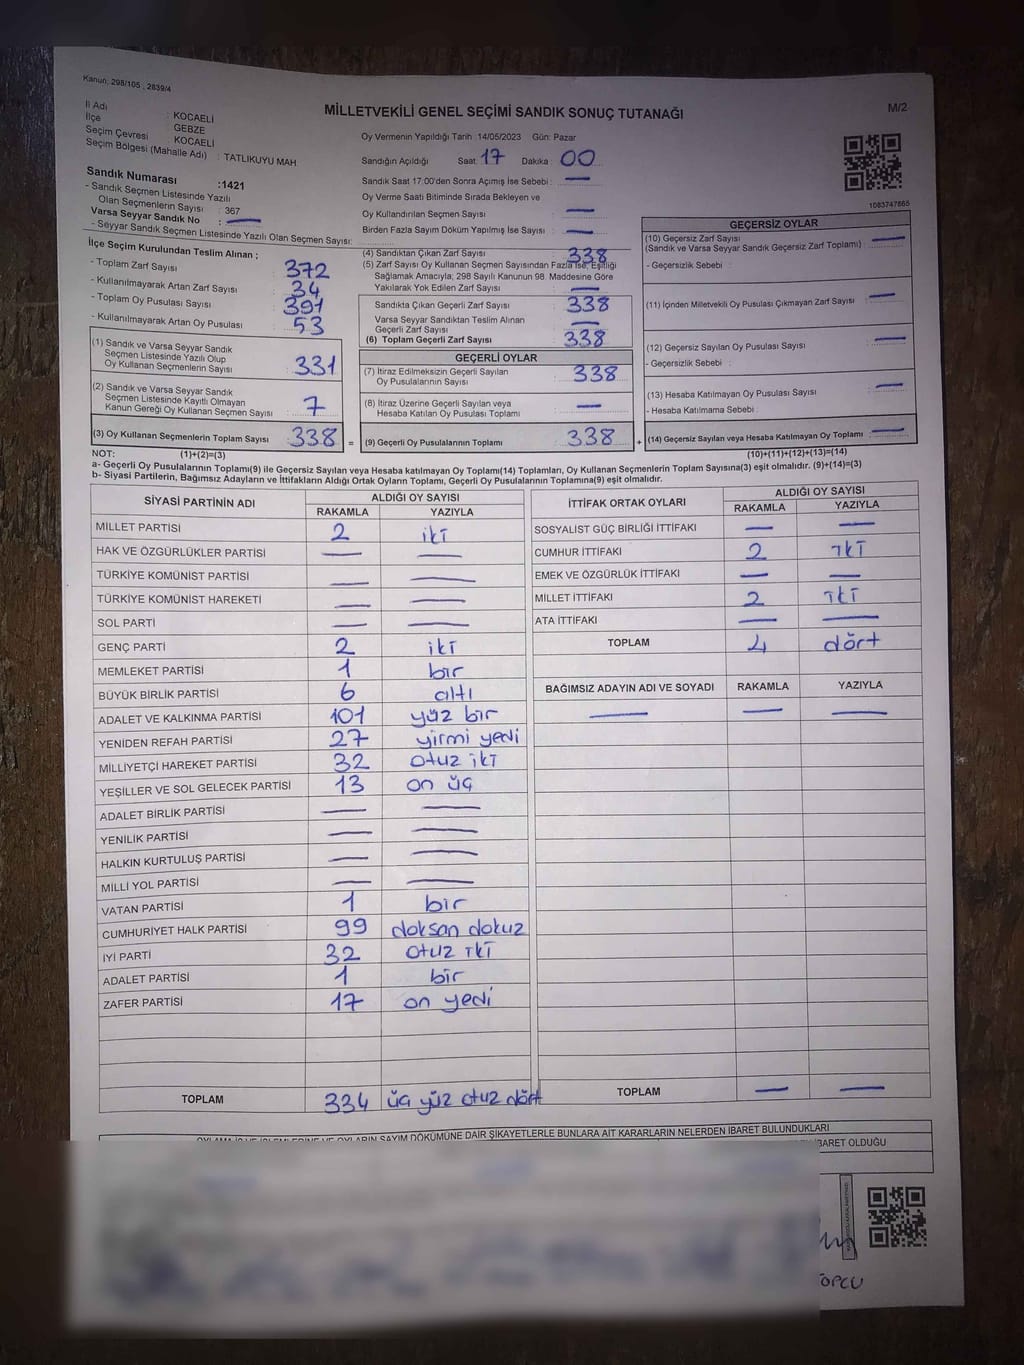 Kanun; 298/105 , 2839/4
MİLLETVEKİLİ GENEL SEÇİMİ SANDIK SONUÇ TUTANAĞI
M/2
İl Adı : KOCAELİ
İlçe : GEBZE
Seçim Çevresi : KOCAELİ
Seçim Bölgesi (Mahalle Adı) : TATLIKUYU MAH
Oy Vermenin Yapıldığı Tarih : 14/05/2023 Gün: Pazar
Sandığın Açıldığı Saat: 17 Dakika : 00
Sandık Saat 17:00'den Sonra Açımış İse Sebebi : —
Oy Verme Saati Bitiminde Sırada Bekleyen ve
Oy Kullandırılan Seçmen Sayısı : —
Birden Fazla Sayım Döküm Yapılmış İse Sayısı : —
Sandık Numarası :1421
- Sandık Seçmen Listesinde Yazılı
Olan Seçmenlerin Sayısı : 367
Varsa Seyyar Sandık No : —
- Seyyar Sandık Seçmen Listesinde Yazılı Olan Seçmen Sayısı:
1083747865
İlçe Seçim Kurulundan Teslim Alınan ;
- Toplam Zarf Sayısı : 372
- Kullanılmayarak Artan Zarf Sayısı : 34
- Toplam Oy Pusulası Sayısı : 391
- Kullanılmayarak Artan Oy Pusulası : 53
(1) Sandık ve Varsa Seyyar Sandık
Seçmen Listesinde Yazılı Olup
Oy Kullanan Seçmenlerin Sayısı : 331
(2) Sandık ve Varsa Seyyar Sandık
Seçmen Listesinde Kayıtlı Olmayan
Kanun Gereği Oy Kullanan Seçmen Sayısı : 7
(3) Oy Kullanan Seçmenlerin Toplam Sayısı : 338 =
(4) Sandıktan Çıkan Zarf Sayısı : 338
(5) Zarf Sayısı Oy Kullanan Seçmen Sayısından Fazla İse, Eşitliği
Sağlamak Amacıyla, 298 Sayılı Kanunun 98. Maddesine Göre
Yakılarak Yok Edilen Zarf Sayısı : —
Sandıkta Çıkan Geçerli Zarf Sayısı : 338
Varsa Seyyar Sandıktan Teslim Alınan
Geçerli Zarf Sayısı : —
(6) Toplam Geçerli Zarf Sayısı : 338
GEÇERLİ OYLAR
(7) İtiraz Edilmeksizin Geçerli Sayılan
Oy Pusulalarının Sayısı : 338
(8) İtiraz Üzerine Geçerli Sayılan veya
Hesaba Katılan Oy Pusulası Toplamı : —
(9) Geçerli Oy Pusulalarının Toplamı : 338 +
GEÇERSİZ OYLAR
(10) Geçersiz Zarf Sayısı : —
(Sandık ve Varsa Seyyar Sandık Geçersiz Zarf Toplamı)
- Geçersizlik Sebebi :
(11) İçinden Milletvekili Oy Pusulası Çıkmayan Zarf Sayısı : —
(12) Geçersiz Sayılan Oy Pusulası Sayısı : —
- Geçersizlik Sebebi :
(13) Hesaba Katılmayan Oy Pusulası Sayısı : —
- Hesaba Katılmama Sebebi :
(14) Geçersiz Sayılan veya Hesaba Katılmayan Oy Toplamı : —
NOT: (1)+(2)=(3) (10)+(11)+(12)+(13)=(14)
a- Geçerli Oy Pusulalarının Toplamı(9) ile Geçersiz Sayılan veya Hesaba katılmayan Oy Toplamı(14) Toplamları, Oy Kullanan Seçmenlerin Toplam Sayısına(3) eşit olmalıdır. (9)+(14)=(3)
b- Siyasi Partilerin, Bağımsız Adayların ve İttifakların Aldığı Ortak Oyların Toplamı, Geçerli Oy Pusulalarının Toplamına(9) eşit olmalıdır.
SİYASİ PARTİNİN ADI ALDIĞI OY SAYISI
RAKAMLA YAZIYLA
MİLLET PARTİSİ 2 iki
HAK VE ÖZGÜRLÜKLER PARTİSİ — —
TÜRKİYE KOMÜNİST PARTİSİ — —
TÜRKİYE KOMÜNİST HAREKETİ — —
SOL PARTİ — —
GENÇ PARTİ 2 iki
MEMLEKET PARTİSİ 1 bir
BÜYÜK BİRLİK PARTİSİ 6 altı
ADALET VE KALKINMA PARTİSİ 101 yüz bir
YENİDEN REFAH PARTİSİ 27 yirmi yedi
MİLLİYETÇİ HAREKET PARTİSİ 32 otuz iki
YEŞİLLER VE SOL GELECEK PARTİSİ 13 on üç
ADALET BİRLİK PARTİSİ — —
YENİLİK PARTİSİ — —
HALKIN KURTULUŞ PARTİSİ — —
MİLLİ YOL PARTİSİ — —
VATAN PARTİSİ 1 bir
CUMHURİYET HALK PARTİSİ 99 doksan dokuz
İYİ PARTİ 32 otuz iki
ADALET PARTİSİ 1 bir
ZAFER PARTİSİ 17 on yedi
TOPLAM 334 üç yüz otuz dört
İTTİFAK ORTAK OYLARI ALDIĞI OY SAYISI
RAKAMLA YAZIYLA
SOSYALİST GÜÇ BİRLİĞİ İTTİFAKI — —
CUMHUR İTTİFAKI 2 iki
EMEK VE ÖZGÜRLÜK İTTİFAKI — —
MİLLET İTTİFAKI 2 iki
ATA İTTİFAKI — —
TOPLAM 4 dört
BAĞIMSIZ ADAYIN ADI VE SOYADI RAKAMLA YAZIYLA
— — —
TOPLAM — —
SAYIM DÖKÜMÜNE DAİR ŞİKAYETLERLE BUNLARA AİT KARARLARIN NELERDEN İBARET BULUNDUKLARI
İBARET OLDUĞU
TOPCU